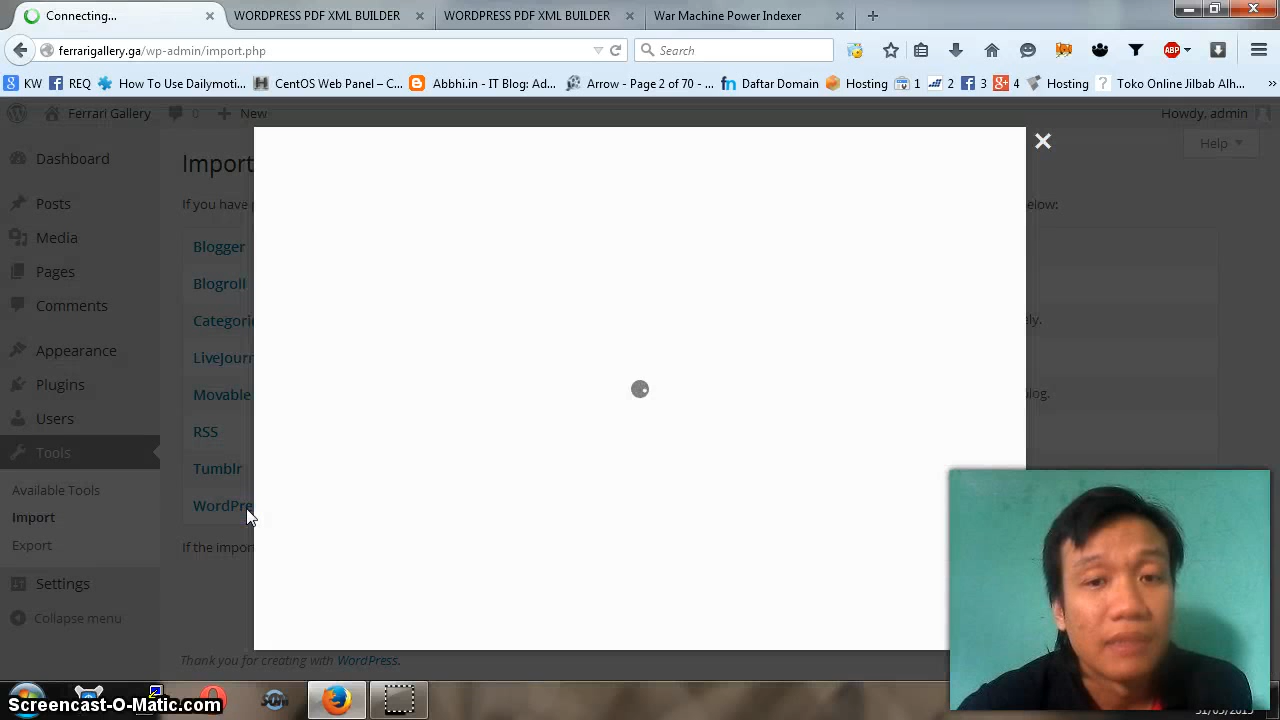 Connecting...
WORDPRESS PDF XML BUILDER
WORDPRESS PDF XML BUILDER
War Machine Power Indexer
ferrarigallery.ga/wp-admin/import.php
Search
ABP
KW
REQ
How To Use Dailymoti...
CentOS Web Panel – C...
Abbhi.in - IT Blog: Ad...
Arrow - Page 2 of 70 - ...
Daftar Domain
Hosting
1
2
3
4
Hosting
Toko Online Jilbab Alh...
Ferrari Gallery
0
New
Howdy, admin
Help
Dashboard
Posts
Media
Pages
Comments
Appearance
Plugins
Users
Tools
Available Tools
Import
Export
Settings
Collapse menu
Import
If you have
below:
Blogger
Blogroll
Categori
ely.
LiveJourn
Movable
blog.
RSS
Tumblr
WordPre
If the impor
Thank you for creating with WordPress.
Screencast-O-Matic.com